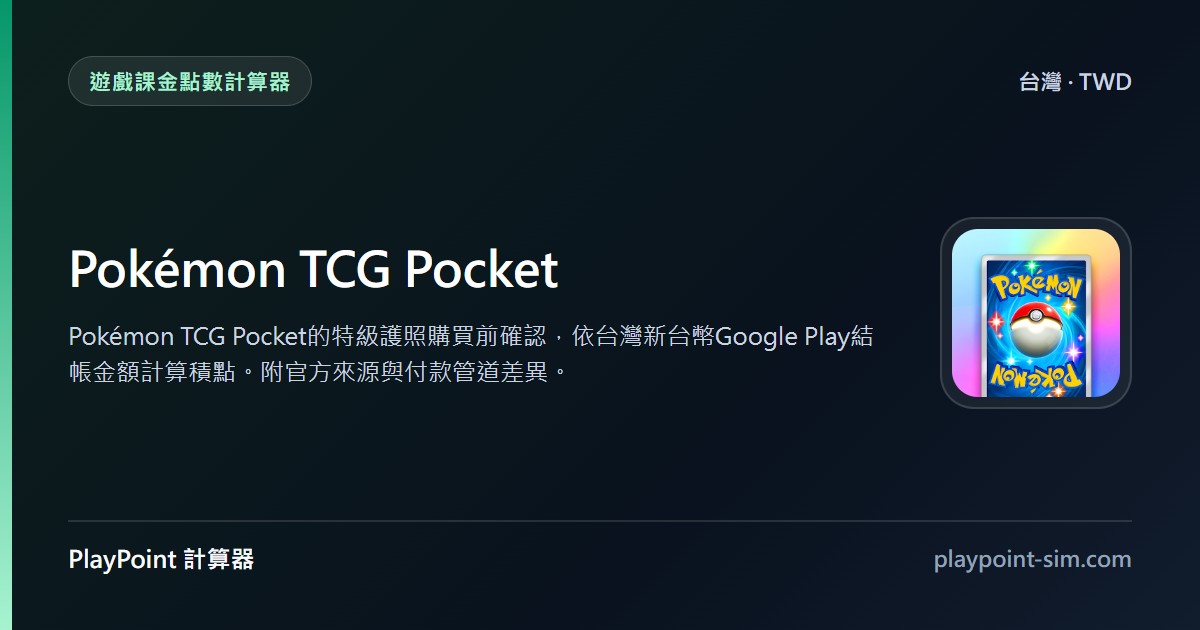 遊戲課金點數計算器
台灣 · TWD
Pokémon TCG Pocket
Pokémon TCG Pocket的特級護照購買前確認，依台灣新台幣Google Play結
帳金額計算積點。附官方來源與付款管道差異。
POKéMON
POKéMON
PlayPoint 計算器
playpoint-sim.com